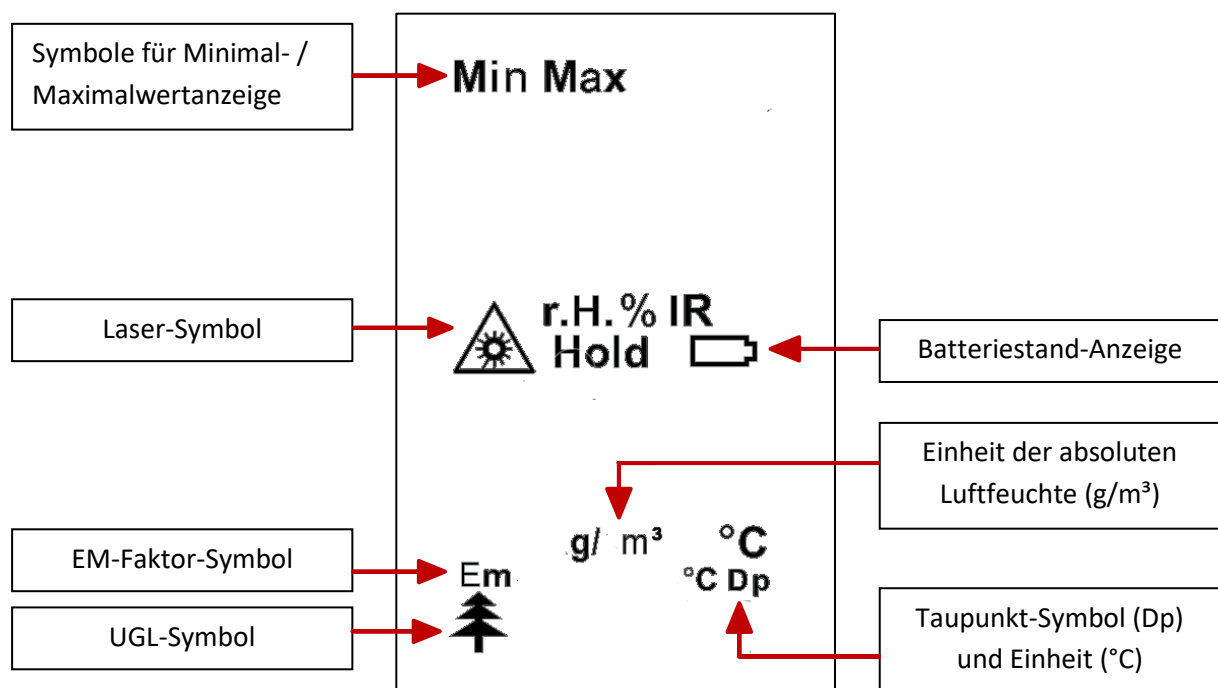 Symbole für Minimal- /
Maximalwertanzeige
Min Max
Laser-Symbol
r.H.% IR
Hold
Batteriestand-Anzeige
Einheit der absoluten
Luftfeuchte (g/m³)
g/ m³ °C
EM-Faktor-Symbol
Em
°C Dp
UGL-Symbol
Taupunkt-Symbol (Dp)
und Einheit (°C)